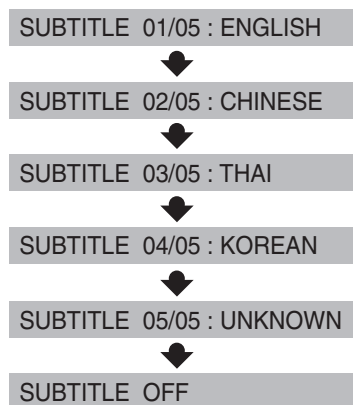 SUBTITLE 01/05 : ENGLISH
SUBTITLE 02/05 : CHINESE
SUBTITLE 03/05 : THAI
SUBTITLE 04/05 : KOREAN
SUBTITLE 05/05 : UNKNOWN
SUBTITLE OFF